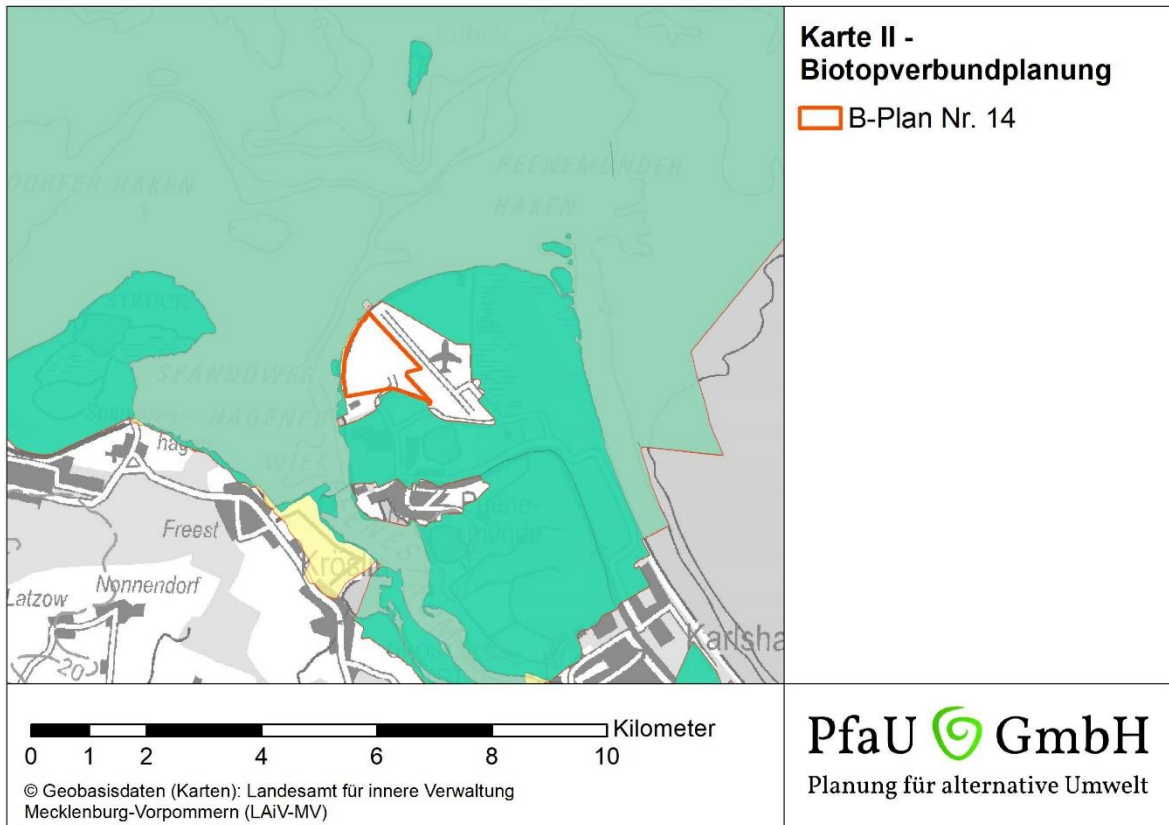 Karte II -
Biotopverbundplanung
B-Plan Nr. 14
PEENEMÜNDER
HAKEN
DORFER HAKEN
STRUCK
SPANDOWER
HAGENER
WIEK
Freest
Kröslin
Nonnendorf
Latzow
20
Karlsha
Kilometer
0 1 2 4 6 8 10
© Geobasisdaten (Karten): Landesamt für innere Verwaltung
Mecklenburg-Vorpommern (LAiV-MV)
PfaU GmbH
Planung für alternative Umwelt